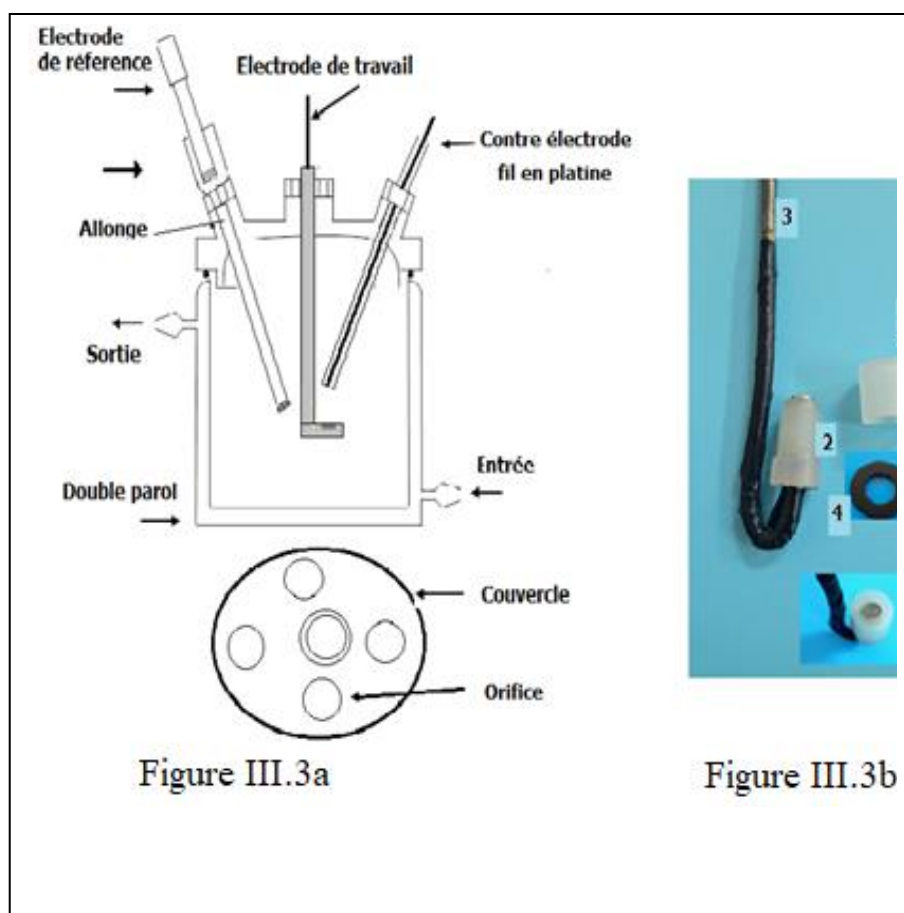 Electrode
de réference
Electrode de travail
Contre électrode
fil en platine
Allonge
Sortie
Entrée
Double paroi
Couvercle
Orifice
3
2
4
Figure III.3a
Figure III.3b